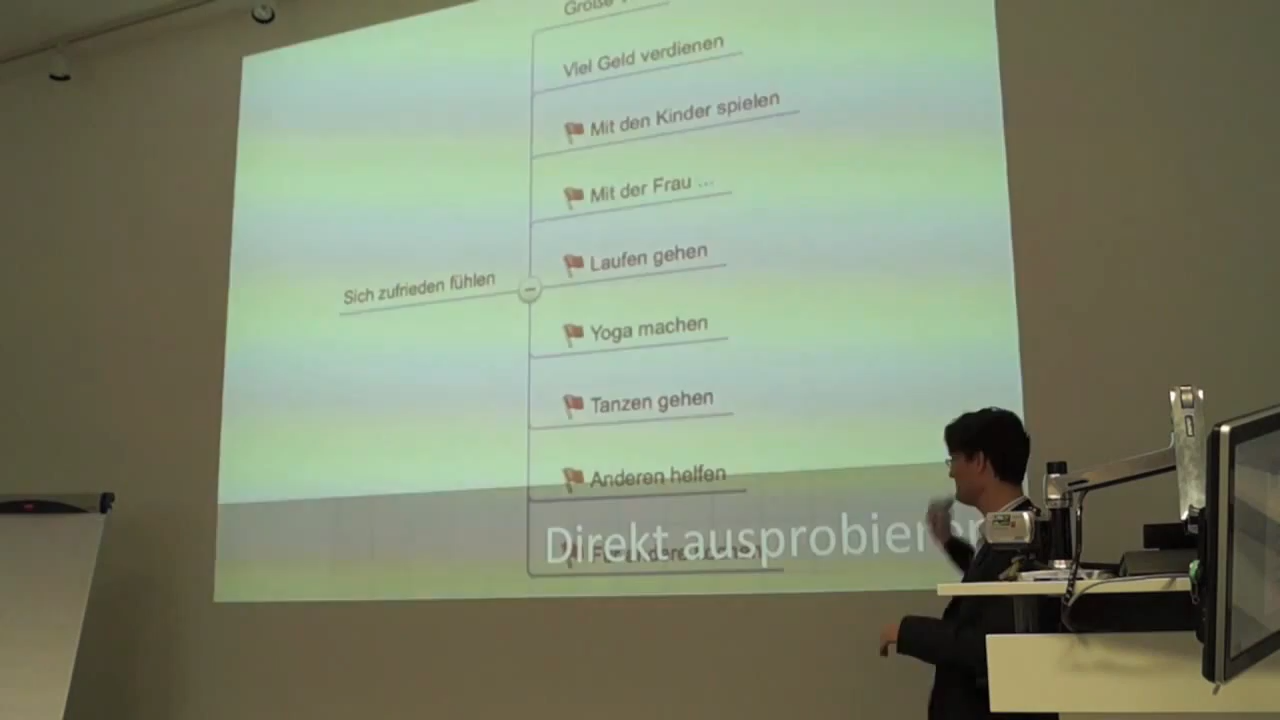 Große
Viel Geld verdienen
Mit den Kinder spielen
Mit der Frau ...
Laufen gehen
Sich zufrieden fühlen
Yoga machen
Tanzen gehen
Anderen helfen
Direkt ausprobieren